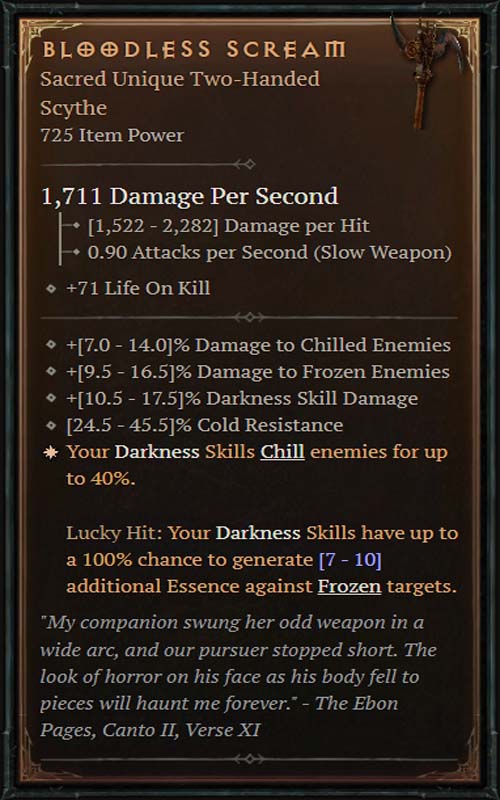 BLOODLESS SCREAM
Sacred Unique Two-Handed
Scythe
725 Item Power
1,711 Damage Per Second
[1,522 - 2,282] Damage per Hit
0.90 Attacks per Second (Slow Weapon)
+71 Life On Kill
+[7.0 - 14.0]% Damage to Chilled Enemies
+[9.5 - 16.5]% Damage to Frozen Enemies
+[10.5 - 17.5]% Darkness Skill Damage
[24.5 - 45.5]% Cold Resistance
Your Darkness Skills Chill enemies for up
to 40%.
Lucky Hit: Your Darkness Skills have up to
a 100% chance to generate [7 - 10]
additional Essence against Frozen targets.
"My companion swung her odd weapon in a
wide arc, and our pursuer stopped short. The
look of horror on his face as his body fell to
pieces will haunt me forever." - The Ebon
Pages, Canto II, Verse XI